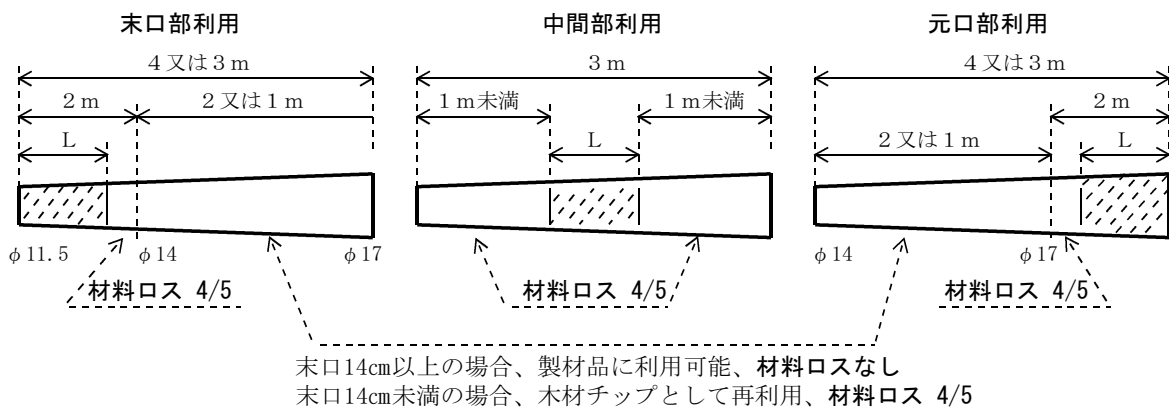 末口部利用
4又は3m
2m
2又は1m
L
φ11.5
φ14
φ17
材料ロス 4/5
中間部利用
3m
1m未満
1m未満
L
材料ロス 4/5
元口部利用
4又は3m
2m
2又は1m
L
φ14
φ17
材料ロス 4/5
末口14cm以上の場合、製材品に利用可能、材料ロスなし
末口14cm未満の場合、木材チップとして再利用、材料ロス 4/5